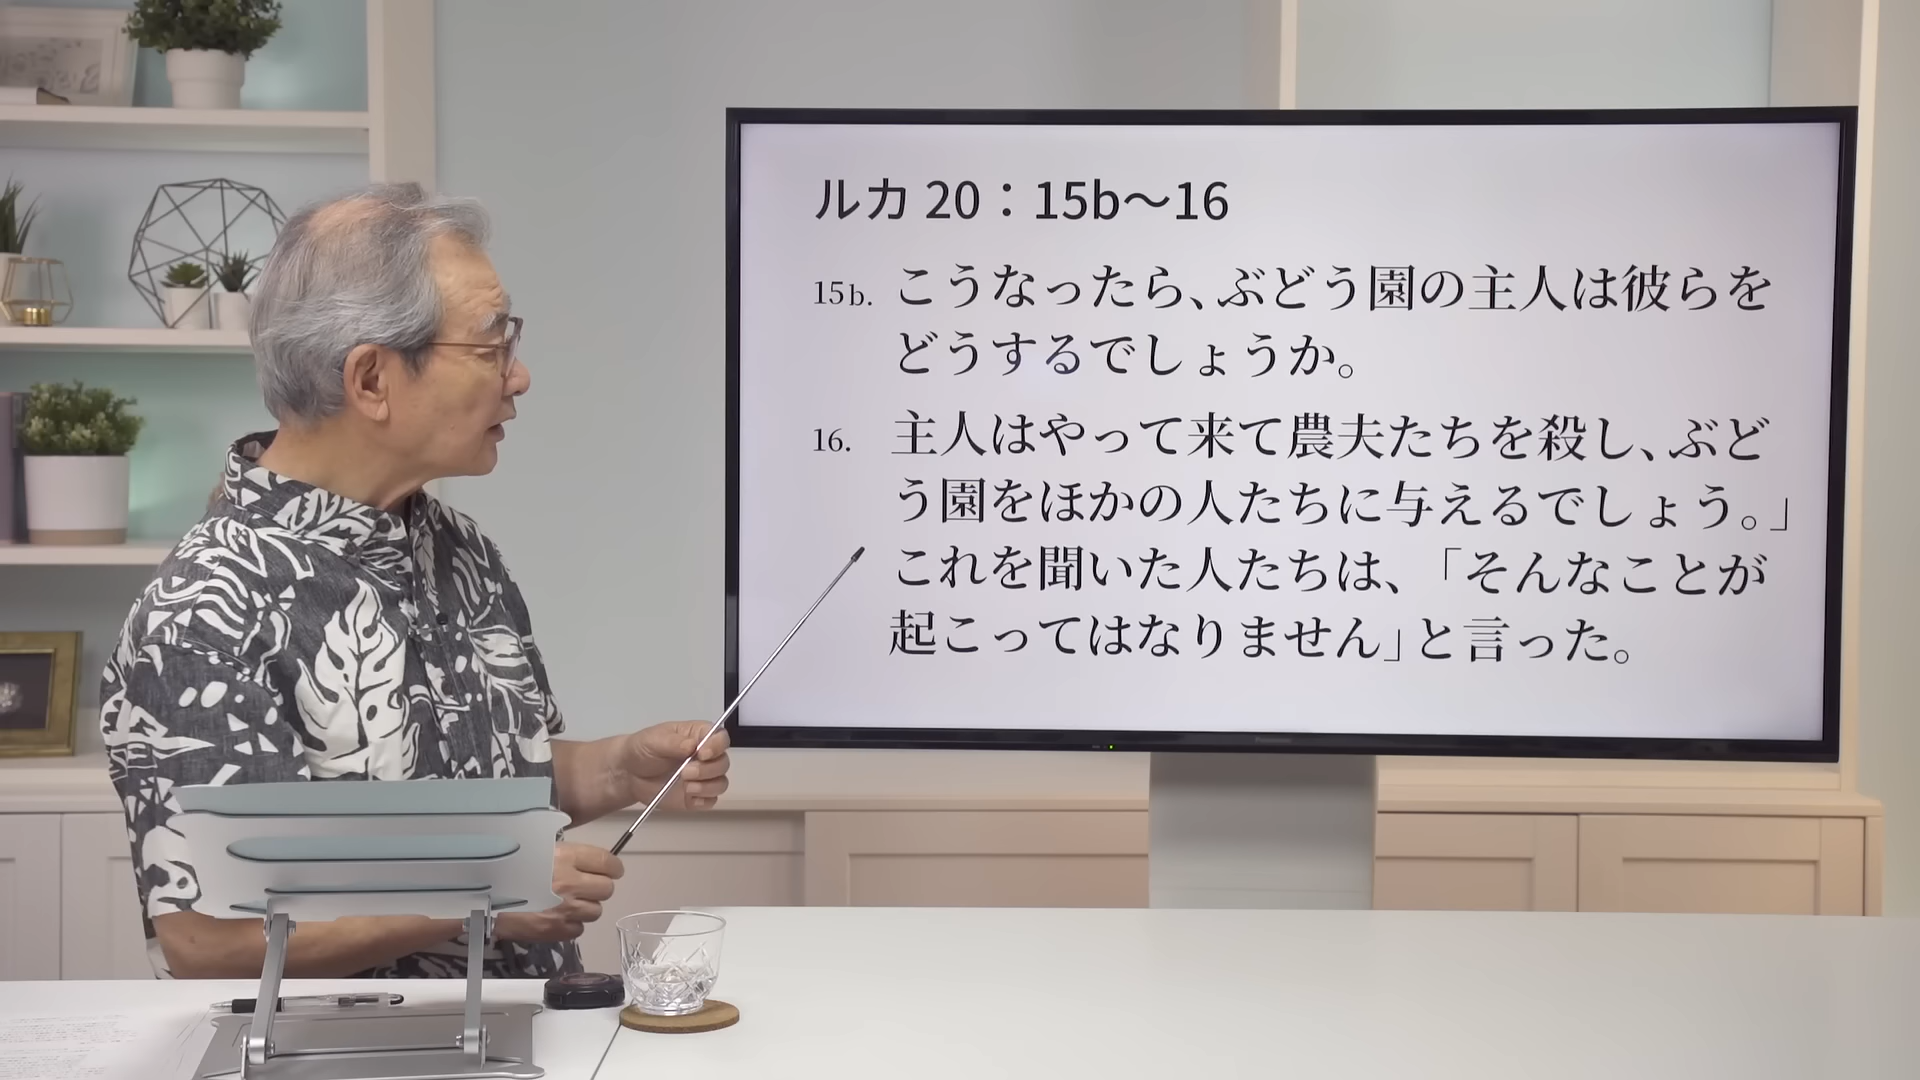 ルカ 20：15b〜16
15b. こうなったら、ぶどう園の主人は彼らを
どうするでしょうか。
16. 主人はやって来て農夫たちを殺し、ぶど
う園をほかの人たちに与えるでしょう。」
これを聞いた人たちは、「そんなことが
起こってはなりません」と言った。